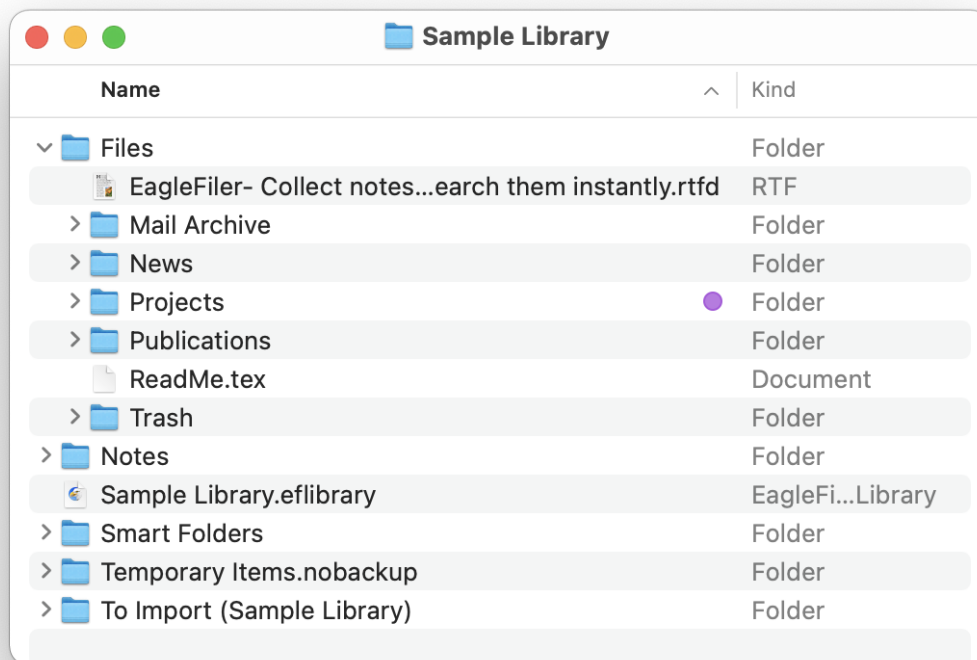 Sample Library
Name Kind
Files Folder
EagleFiler- Collect notes...earch them instantly.rtfd RTF
Mail Archive Folder
News Folder
Projects Folder
Publications Folder
ReadMe.tex Document
Trash Folder
Notes Folder
Sample Library.eflibrary EagleFi...Library
Smart Folders Folder
Temporary Items.nobackup Folder
To Import (Sample Library) Folder